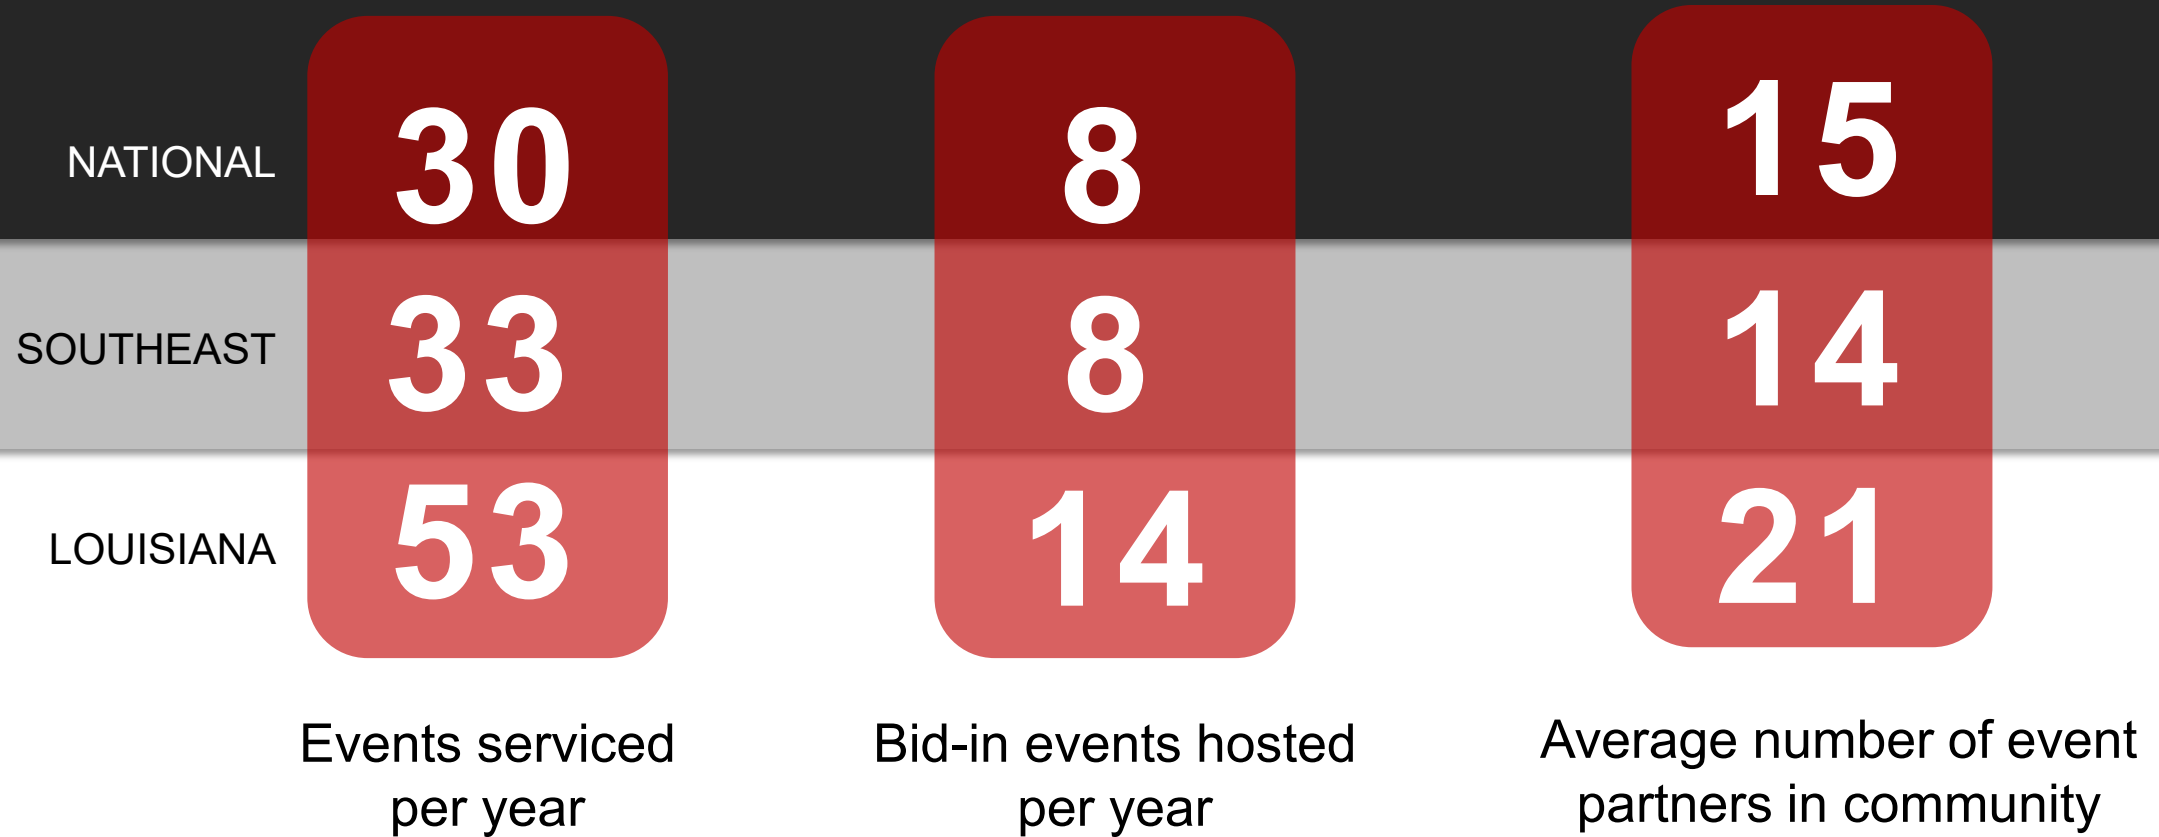 NATIONAL 30 8 15
SOUTHEAST 33 8 14
LOUISIANA 53 14 21
Events serviced
per year
Bid-in events hosted
per year
Average number of event
partners in community